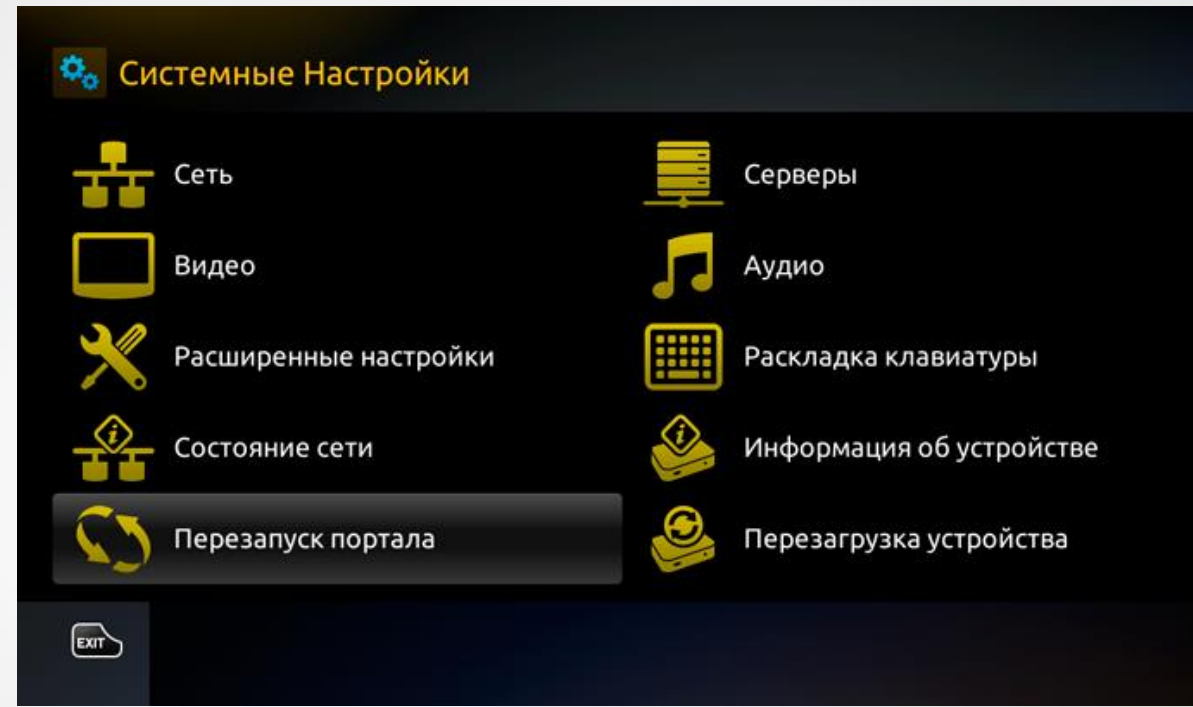 Системные Настройки
Сеть
Серверы
Видео
Аудио
Расширенные настройки
Раскладка клавиатуры
Состояние сети
Информация об устройстве
Перезапуск портала
Перезагрузка устройства
EXIT